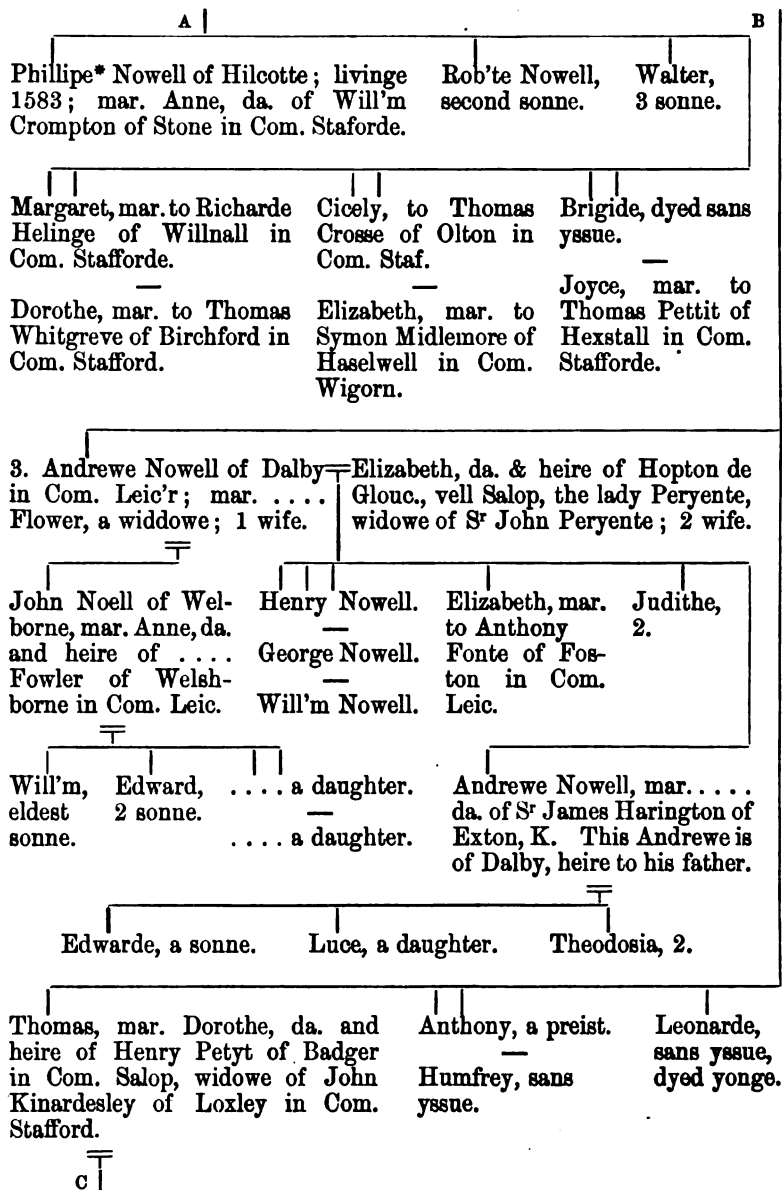 A B
Phillipe* Nowell of Hilcotte; livinge
1583; mar. Anne, da. of Will'm
Crompton of Stone in Com. Staforde.
Rob'te Nowell,
second sonne.
Walter,
3 sonne.
Margaret, mar. to Richarde
Helinge of Willnall in
Com. Stafforde.
—
Dorothe, mar. to Thomas
Whitgreve of Birchford in
Com. Stafford.
Cicely, to Thomas
Crosse of Olton in
Com. Staf.
—
Elizabeth, mar. to
Symon Midlemore of
Haselwell in Com.
Wigorn.
Brigide, dyed sans
yssue.
—
Joyce, mar. to
Thomas Pettit of
Hexstall in Com.
Stafforde.
3. Andrewe Nowell of Dalby
in Com. Leic'r; mar. ....
Flower, a widdowe; 1 wife.
Elizabeth, da. & heire of Hopton de
Glouc., vell Salop, the lady Peryente,
widowe of Sr John Peryente; 2 wife.
John Noell of Wel-
borne, mar. Anne, da.
and heire of ....
Fowler of Welsh-
borne in Com. Leic.
Henry Nowell.
—
George Nowell.
—
Will'm Nowell.
Elizabeth, mar.
to Anthony
Fonte of Fos-
ton in Com.
Leic.
Judithe,
2.
Will'm,
eldest
sonne.
Edward,
2 sonne.
.... a daughter.
—
.... a daughter.
Andrewe Nowell, mar.....
da. of Sr James Harington of
Exton, K. This Andrewe is
of Dalby, heire to his father.
Edwarde, a sonne. Luce, a daughter. Theodosia, 2.
Thomas, mar. Dorothe, da. and
heire of Henry Petyt of Badger
in Com. Salop, widowe of John
Kinardesley of Loxley in Com.
Stafford.
Anthony, a preist.
—
Humfrey, sans
yssue.
Leonarde,
sans yssue,
dyed yonge.
C